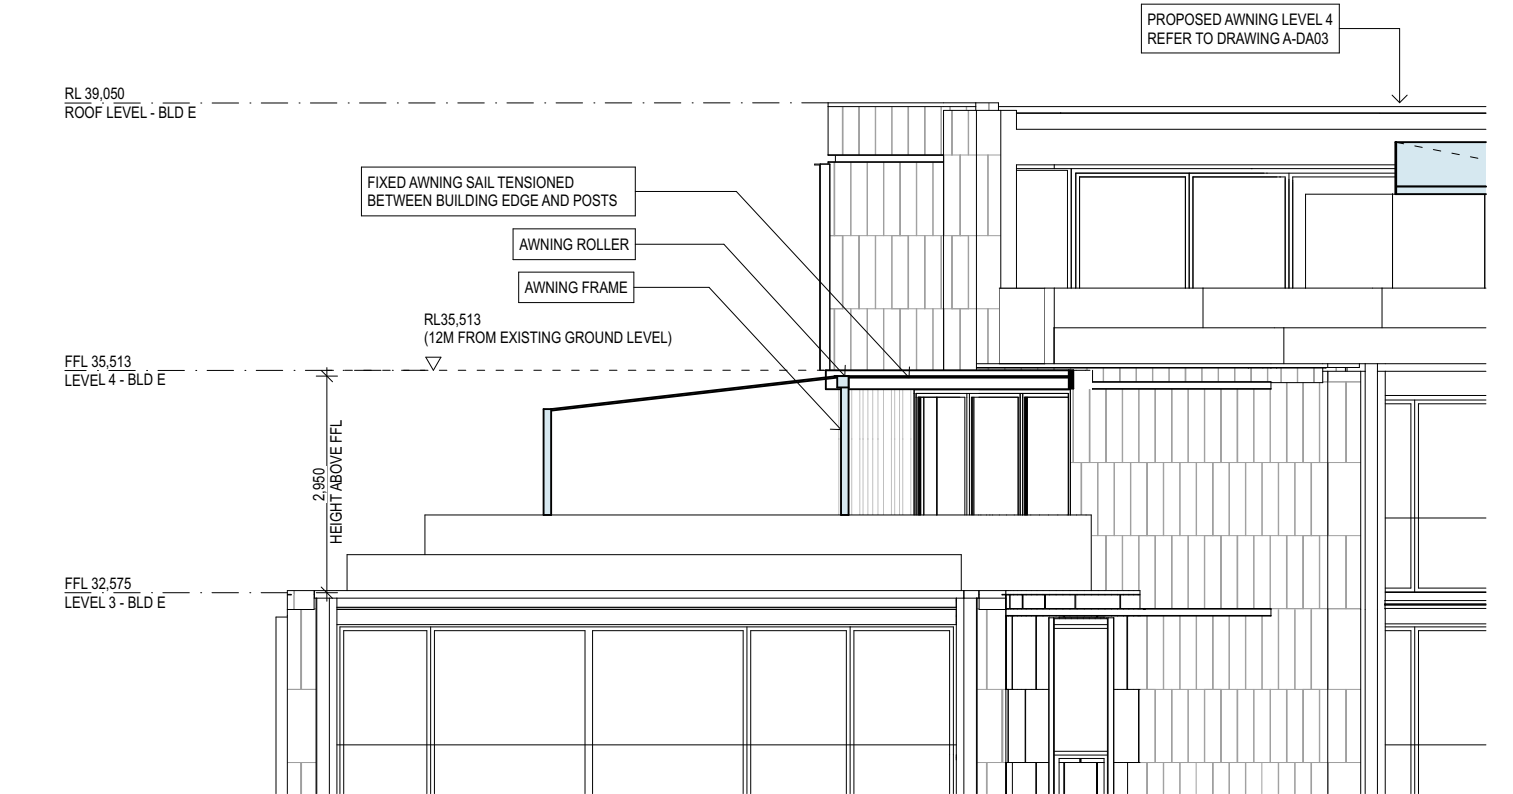 PROPOSED AWNING LEVEL 4
REFER TO DRAWING A-DA03
RL 39,050
ROOF LEVEL - BLD E
FIXED AWNING SAIL TENSIONED
BETWEEN BUILDING EDGE AND POSTS
AWNING ROLLER
AWNING FRAME
RL35,513
(12M FROM EXISTING GROUND LEVEL)
FFL 35,513
LEVEL 4 - BLD E
2,950
HEIGHT ABOVE FFL
FFL 32,575
LEVEL 3 - BLD E